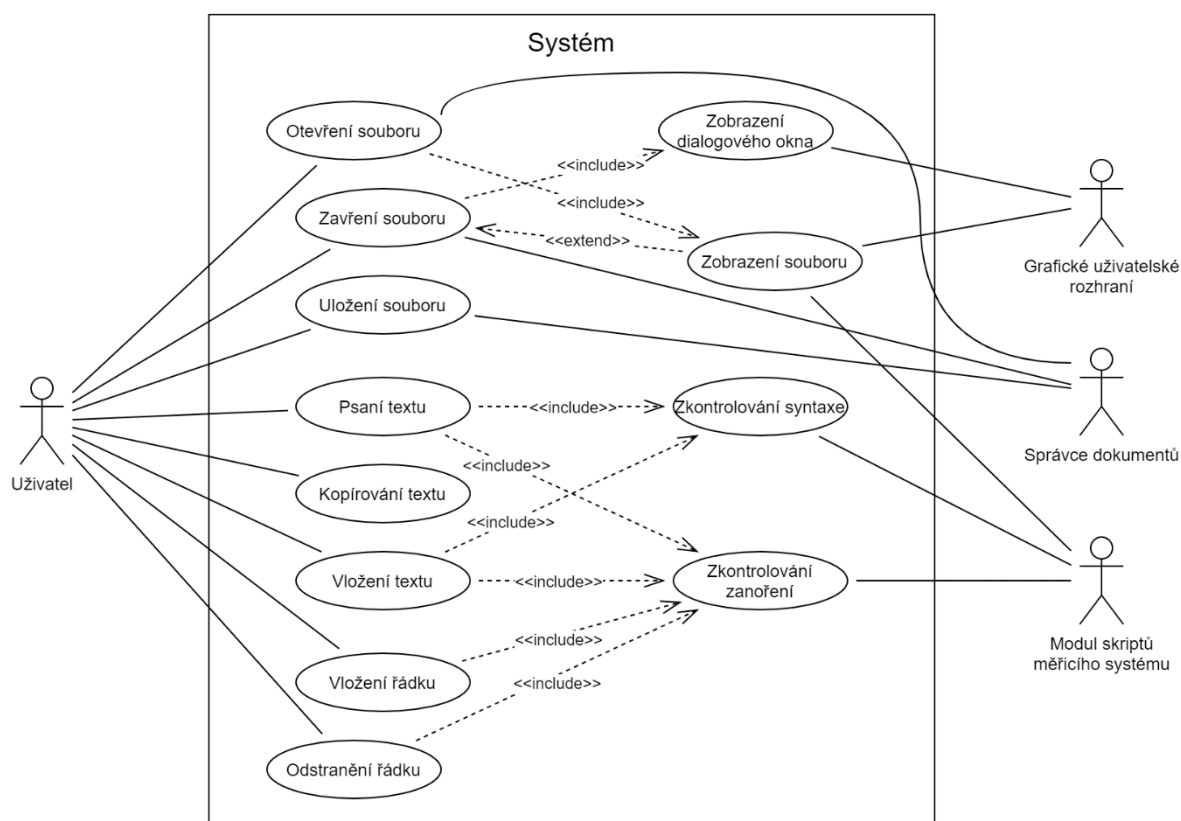 Systém
Otevření souboru
Zobrazení
dialogového okna
<<include>>
<<include>>
Zavření souboru
<<extend>>
Zobrazení souboru
Grafické uživatelské
rozhraní
Uložení souboru
Psaní textu
<<include>>
Zkontrolování syntaxe
Správce dokumentů
Uživatel
<<include>>
Kopírování textu
<<include>>
Vložení textu
<<include>>
Zkontrolování
zanoření
<<include>>
Modul skriptů
měřicího systému
Vložení řádku
<<include>>
Odstranění řádku